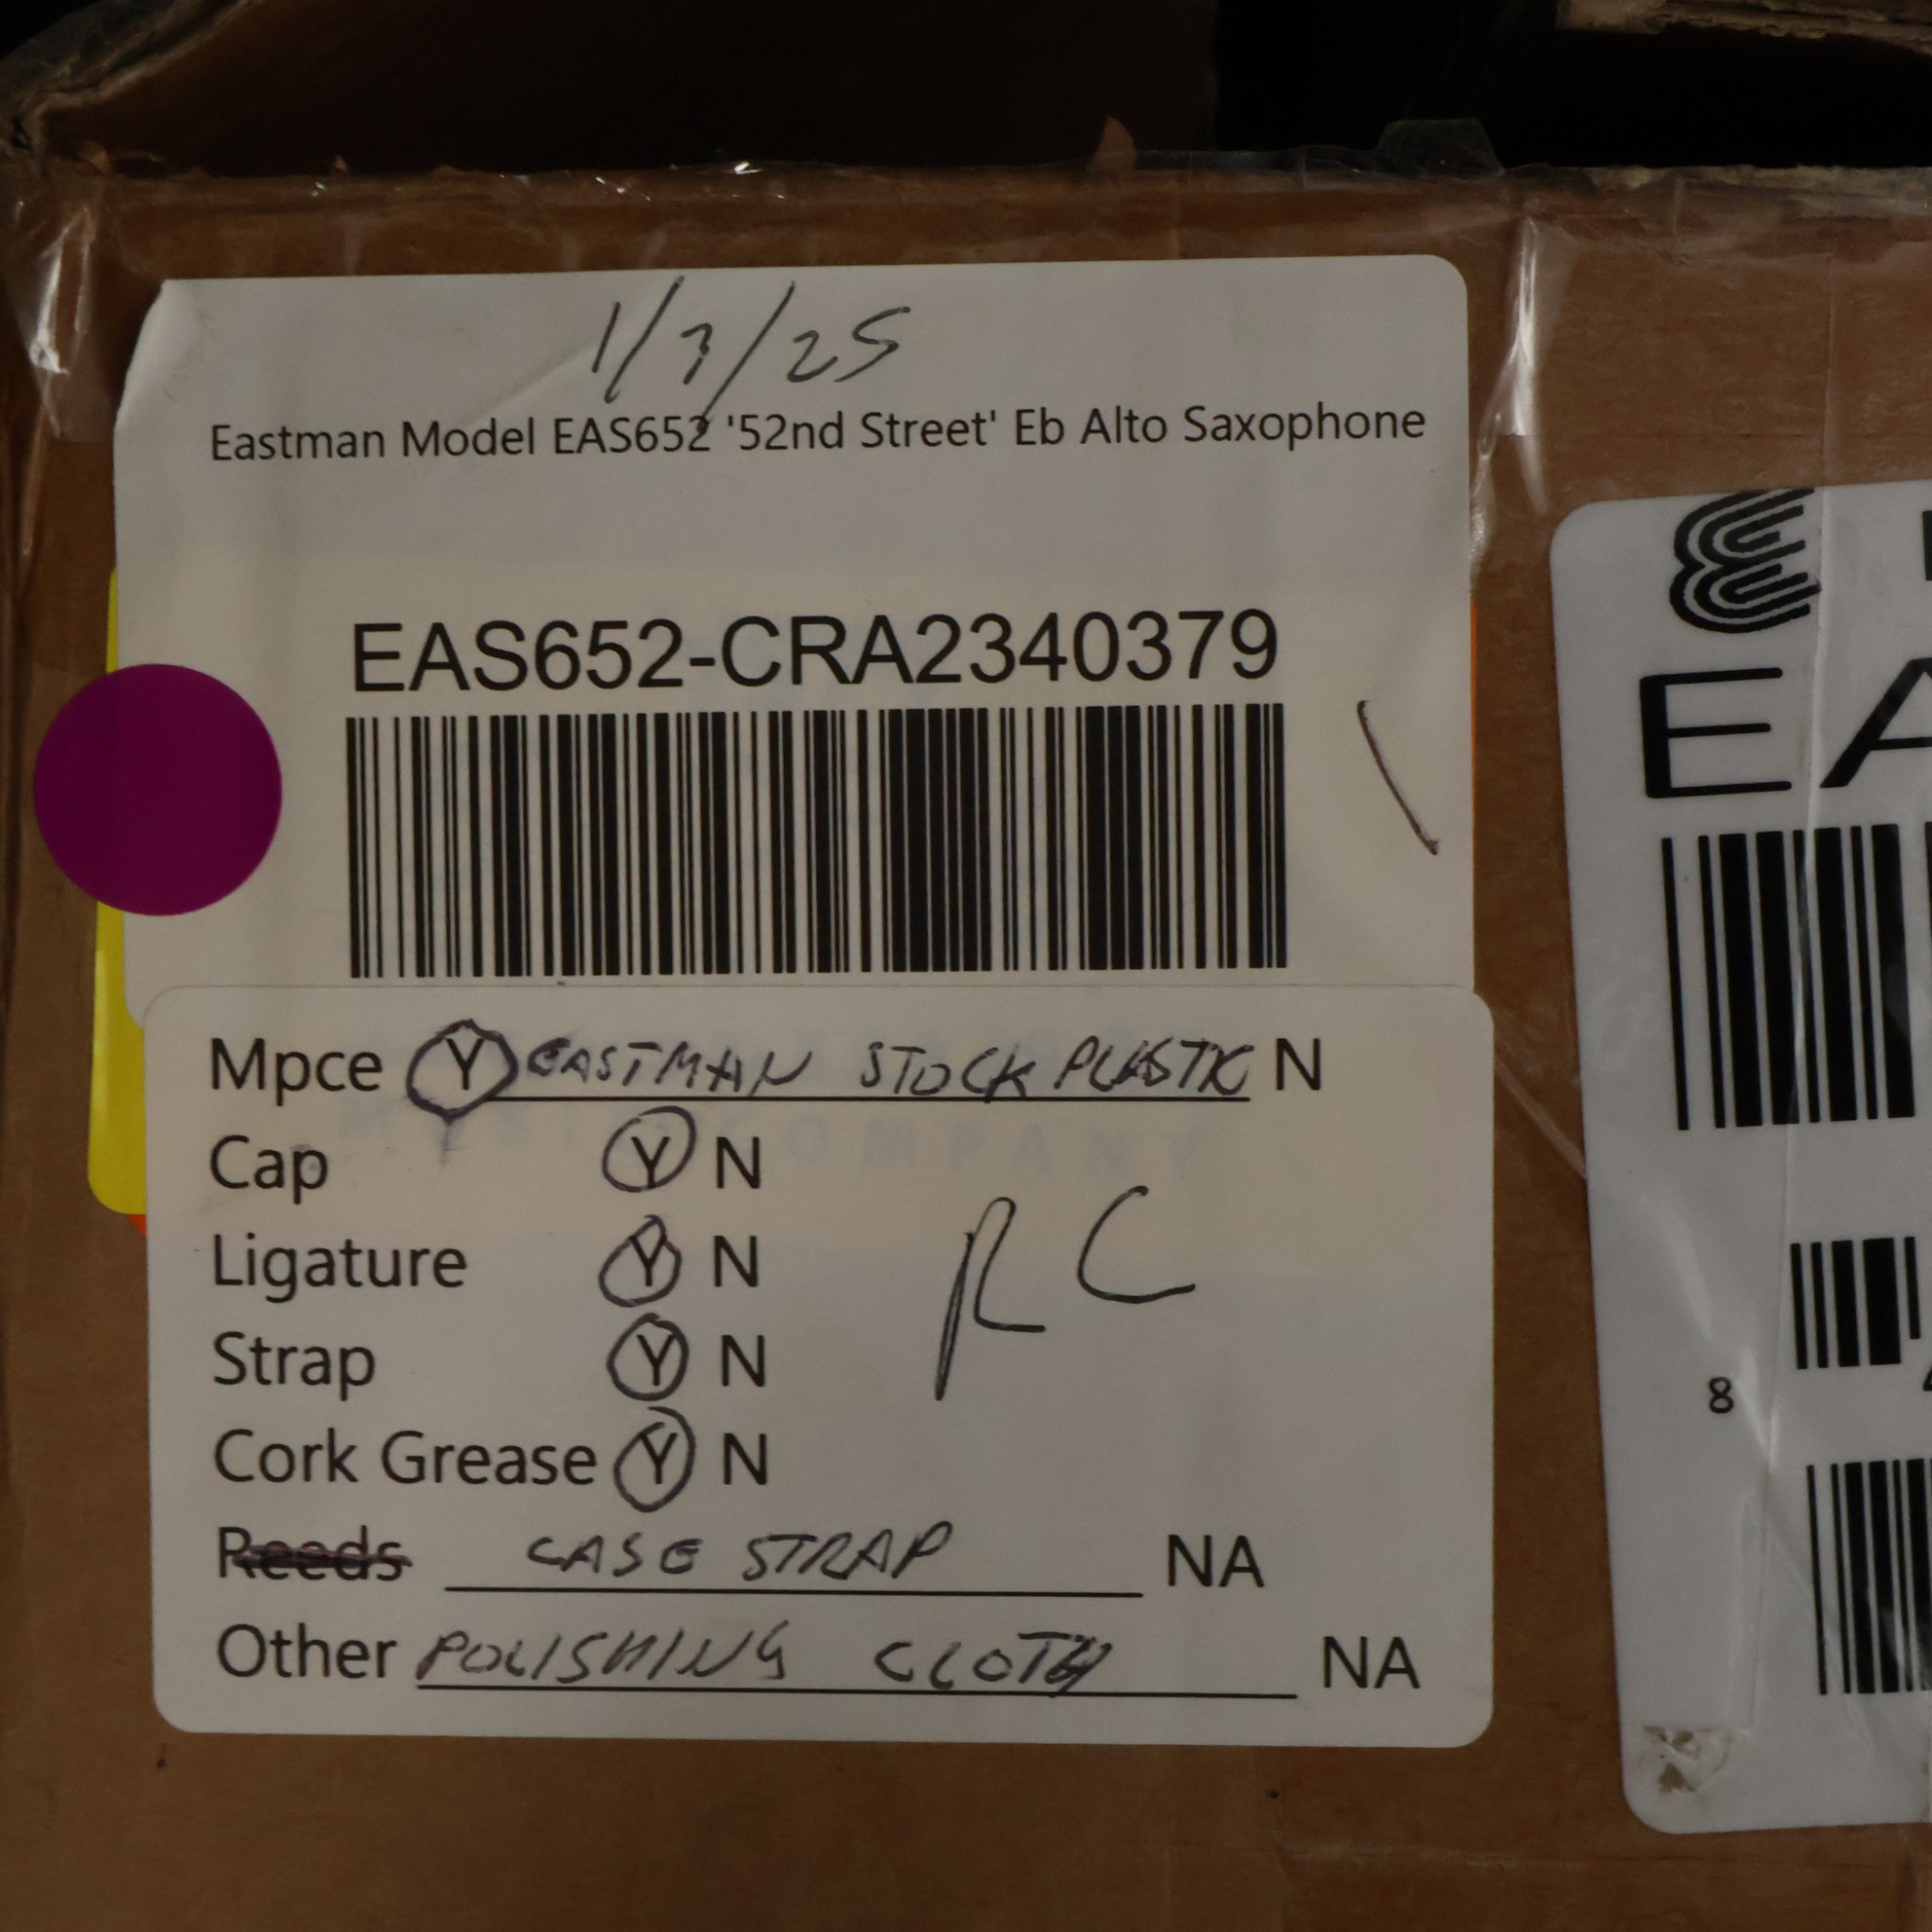 1/7/25
Eastman Model EAS652 '52nd Street' Eb Alto Saxophone
EAS652-CRA2340379
Mpce Y EASTMAN STOCK PLASTIC N
Cap Y N
Ligature Y N
Strap Y N
RC
Cork Grease Y N
Reeds CASE STRAP NA
Other POLISHING CLOTH NA
EA
8